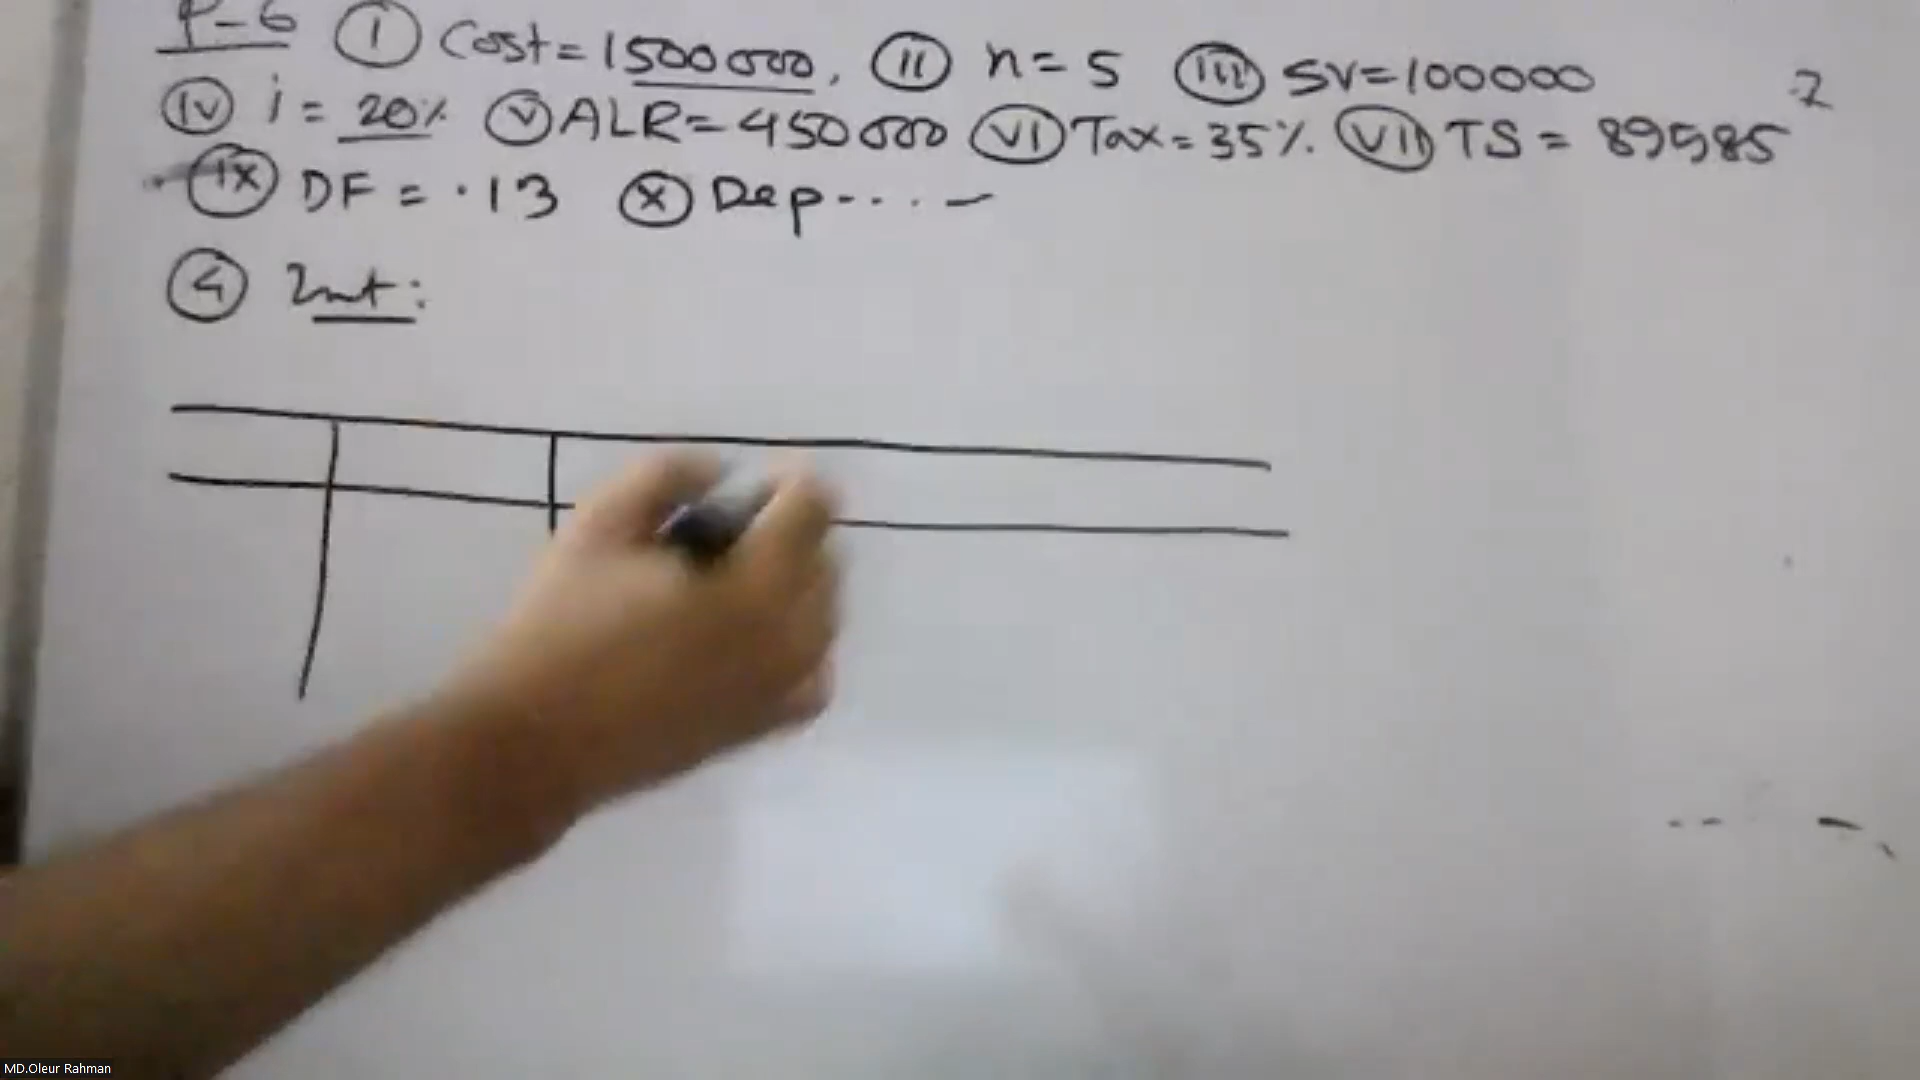 P-6 (I) Cost = 1500000, (II) n = 5 (III) SV = 100000
(IV) i = 20% (V) ALR = 450000 (VI) Tax = 35% (VII) TS = 89585
(IX) DF = .13 (X) Dep....-
(4) Int:
MD.Oleur Rahman